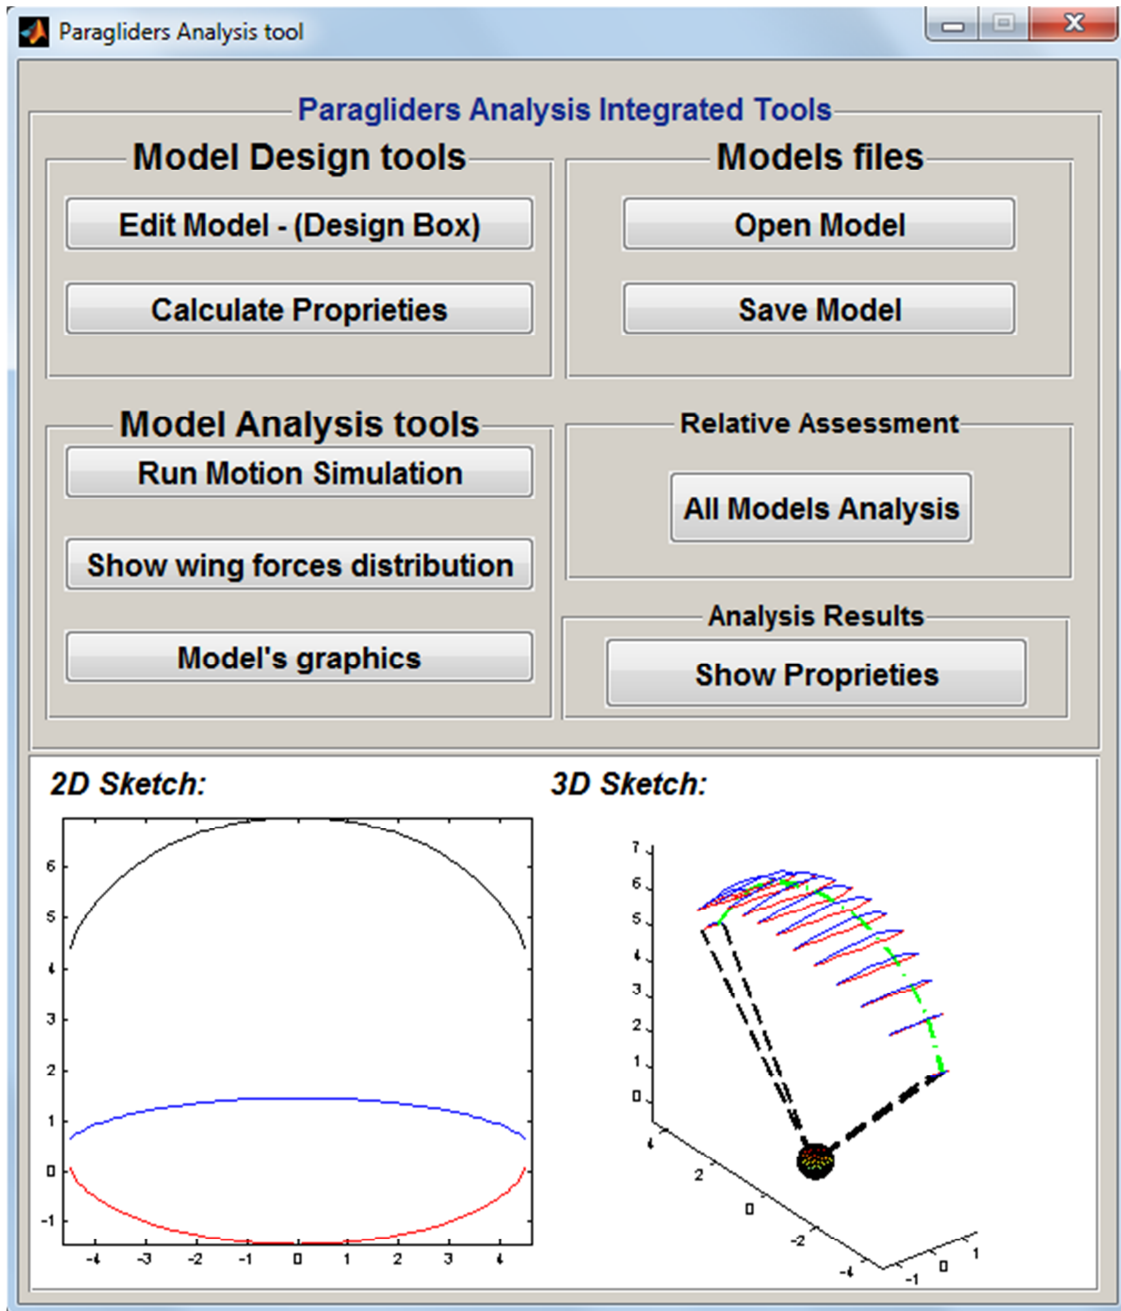 Paragliders Analysis tool
Paragliders Analysis Integrated Tools
Model Design tools
Edit Model - (Design Box)
Calculate Proprieties
Models files
Open Model
Save Model
Model Analysis tools
Run Motion Simulation
Show wing forces distribution
Model's graphics
Relative Assessment
All Models Analysis
Analysis Results
Show Proprieties
2D Sketch:
6
5
4
3
2
1
0
-1
-4 -3 -2 -1 0 1 2 3 4
3D Sketch:
7
6
5
4
3
2
1
0
4 2 0 -2 -4
-1 0 1